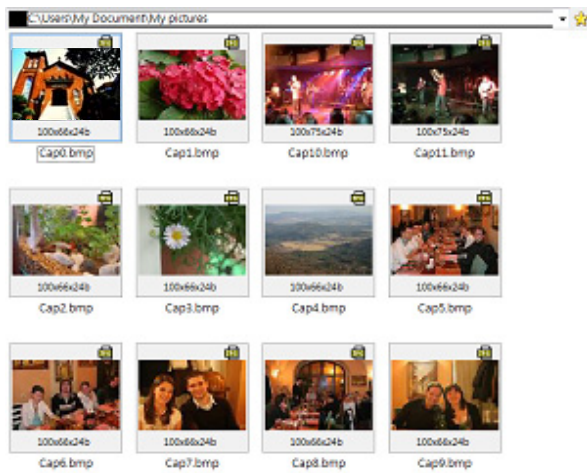 C:\Users\My Document\My pictures
100x66x24b
100x66x24b
100x75x24b
100x75x24b
Cap0.bmp
Cap1.bmp
Cap10.bmp
Cap11.bmp
100x66x24b
100x66x24b
100x66x24b
100x66x24b
Cap2.bmp
Cap3.bmp
Cap4.bmp
Cap5.bmp
100x66x24b
100x66x24b
100x66x24b
100x66x24b
Cap6.bmp
Cap7.bmp
Cap8.bmp
Cap9.bmp